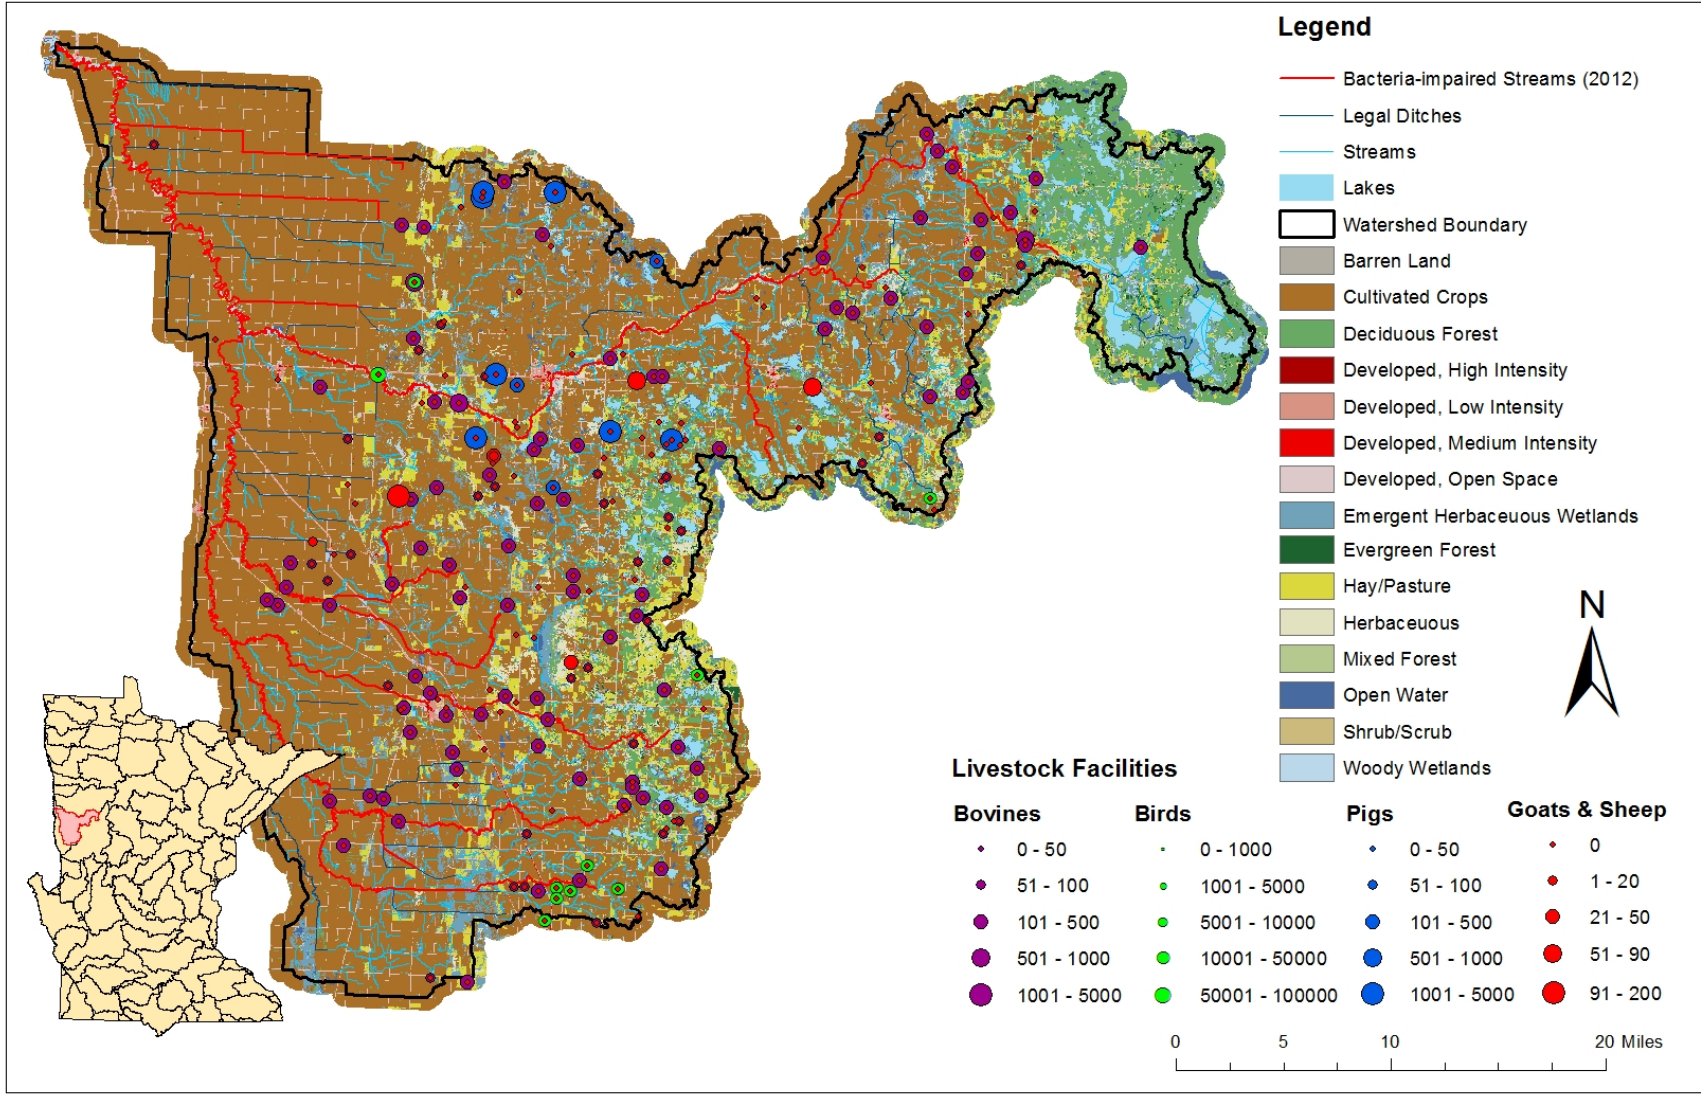 Legend
Bacteria-impaired Streams (2012)
Legal Ditches
Streams
Lakes
Watershed Boundary
Barren Land
Cultivated Crops
Deciduous Forest
Developed, High Intensity
Developed, Low Intensity
Developed, Medium Intensity
Developed, Open Space
Emergent Herbaceuous Wetlands
Evergreen Forest
Hay/Pasture
Herbaceuous
Mixed Forest
Open Water
Shrub/Scrub
Woody Wetlands
N
Livestock Facilities
Bovines
0 - 50
51 - 100
101 - 500
501 - 1000
1001 - 5000
Birds
0 - 1000
1001 - 5000
5001 - 10000
10001 - 50000
50001 - 100000
Pigs
0 - 50
51 - 100
101 - 500
501 - 1000
1001 - 5000
Goats & Sheep
0
1 - 20
21 - 50
51 - 90
91 - 200
0 5 10 20 Miles